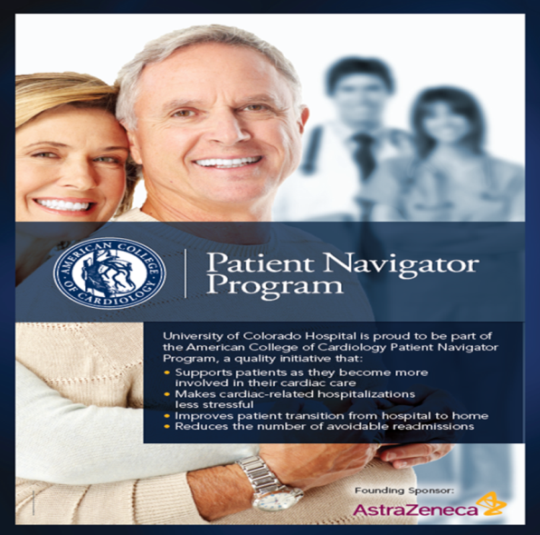 AMERICAN COLLEGE OF CARDIOLOGY
Patient Navigator
Program
University of Colorado Hospital is proud to be part of
the American College of Cardiology Patient Navigator
Program, a quality initiative that:
• Supports patients as they become more
involved in their cardiac care
• Makes cardiac-related hospitalizations
less stressful
• Improves patient transition from hospital to home
• Reduces the number of avoidable readmissions
Founding Sponsor:
AstraZeneca